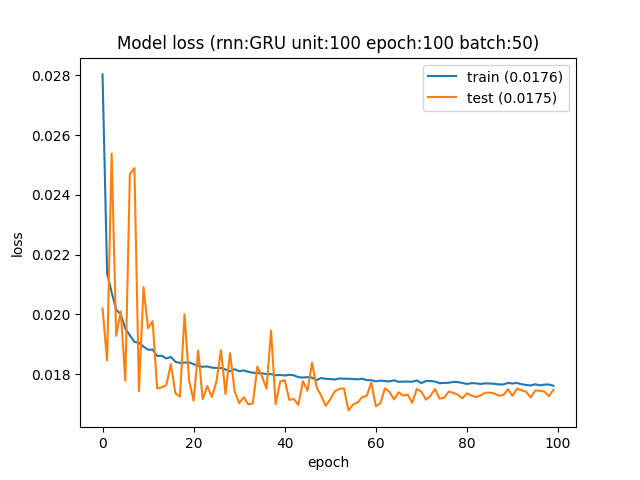 Model loss (rnn:GRU unit:100 epoch:100 batch:50)
train (0.0176)
test (0.0175)
loss
0.028
0.026
0.024
0.022
0.020
0.018
0 20 40 60 80 100
epoch